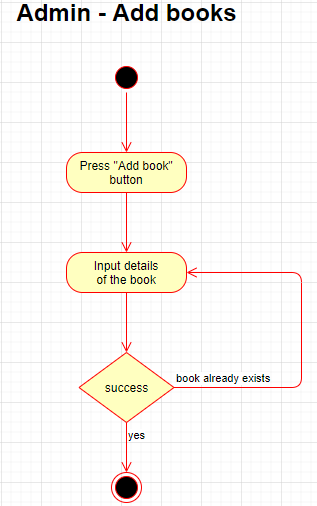 Admin - Add books
Press "Add book"
button
Input details
of the book
success
book already exists
yes